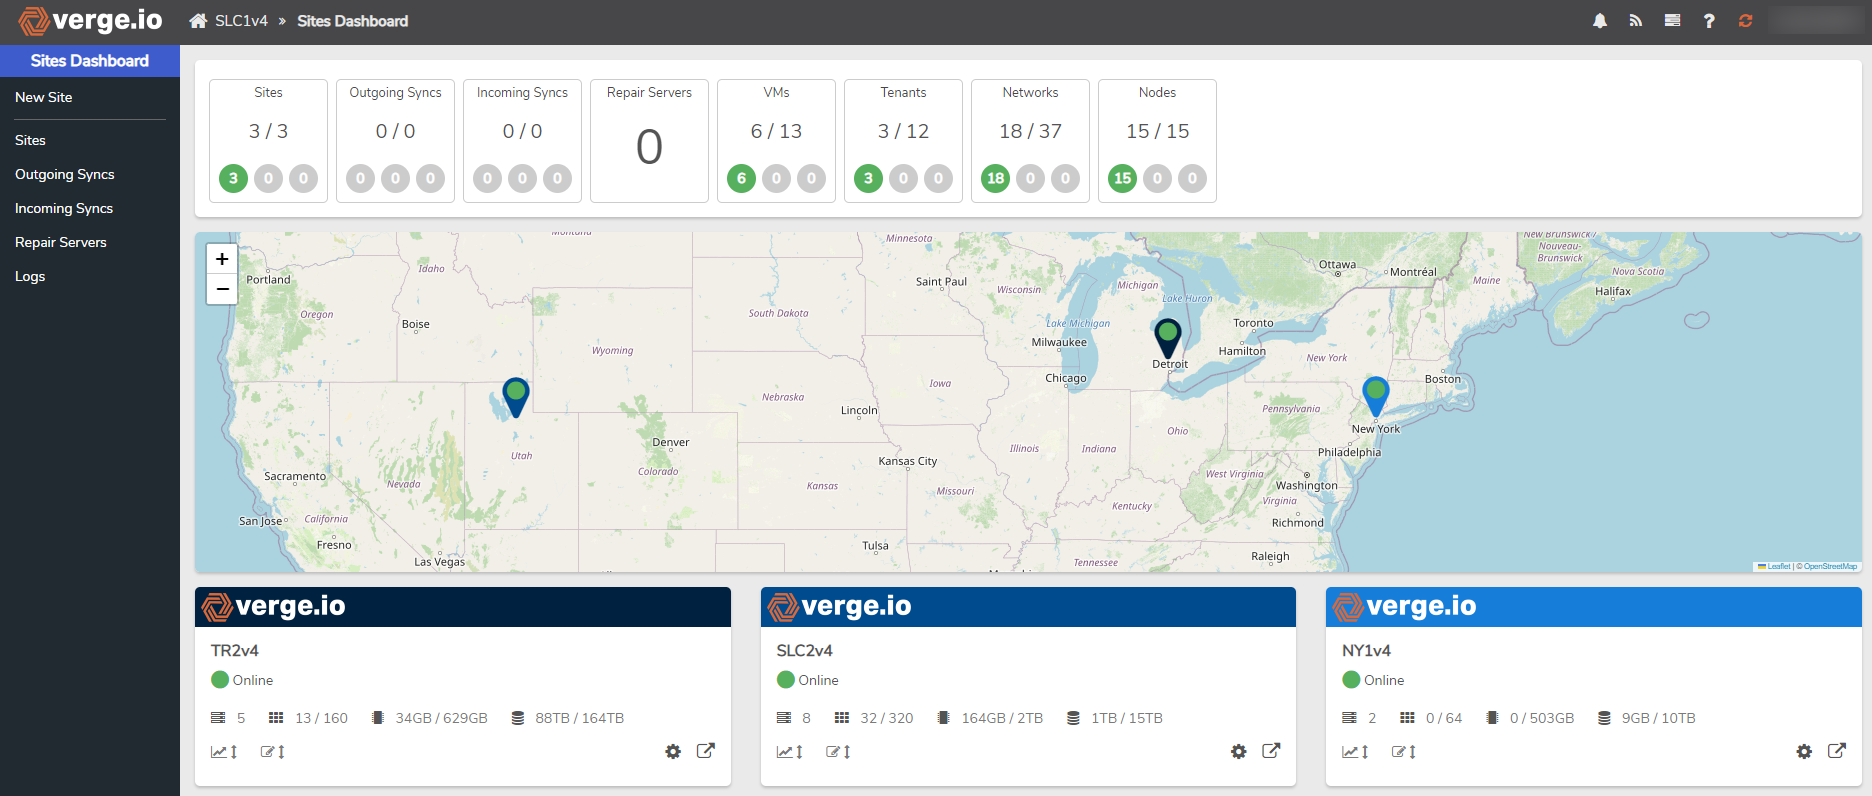 verge.io
SLC1v4 » Sites Dashboard
?
Sites Dashboard
New Site
Sites
Outgoing Syncs
Incoming Syncs
Repair Servers
Logs
Sites
3 / 3
3 0 0
Outgoing Syncs
0 / 0
0 0 0
Incoming Syncs
0 / 0
0 0 0
Repair Servers
0
VMs
6 / 13
6 0 0
Tenants
3 / 12
3 0 0
Networks
18 / 37
18 0 0
Nodes
15 / 15
15 0 0
+
−
Montana
Minnesota
New Brunswick /
Nouveau-
Brunswick
Idaho
Portland
Saint Paul
Wisconsin
Michigan
Ottawa
Montréal
Maine
Nova Scotia
Halifax
Lake Huron
Oregon
Boise
South Dakota
Lake Michigan
Toronto
Milwaukee
Hamilton
Wyoming
Detroit
New York
Chicago
Iowa
Boston
Nebraska
Lincoln
Pennsylvania
New York
Denver
Ohio
Philadelphia
Utah
Illinois
Indiana
Kansas City
Colorado
Sacramento
Nevada
Kansas
Missouri
West Virginia
Washington
Virginia
Kentucky
San Jose
California
Richmond
Fresno
Tulsa
Raleigh
Las Vegas
Tennessee
Leaflet | © OpenStreetMap
verge.io
TR2v4
Online
5 13 / 160 34GB / 629GB 88TB / 164TB
verge.io
SLC2v4
Online
8 32 / 320 164GB / 2TB 1TB / 15TB
verge.io
NY1v4
Online
2 0 / 64 0 / 503GB 9GB / 10TB